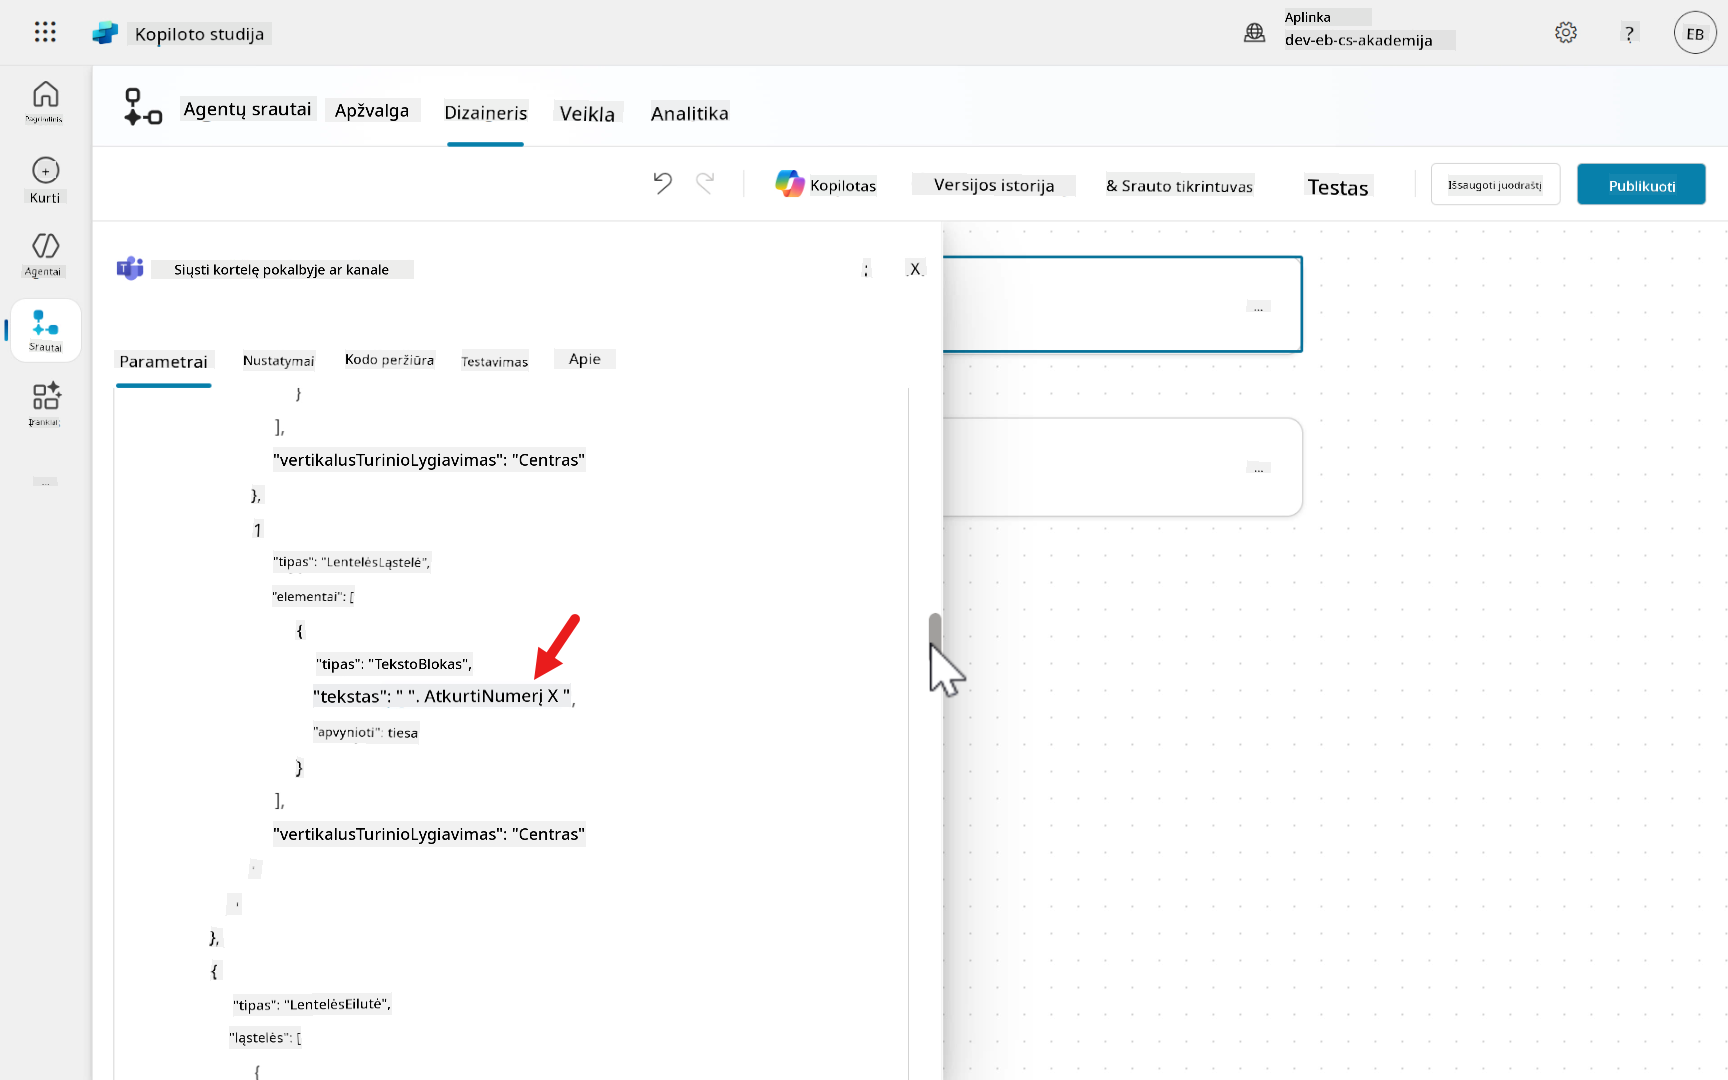 Kopiloto studija
Aplinka
dev-eb-cs-akademija
?
EB
Pagrindinis
Kurti
Agentai
Srautai
Įrankiai
...
Agentų srautai
Apžvalga
Dizaineris
Veikla
Analitika
Kopilotas
Versijos istorija
& Srauto tikrintuvas
Testas
Išsaugoti juodraštį
Publikuoti
Siųsti kortelę pokalbyje ar kanale
:
X
Parametrai
Nustatymai
Kodo peržiūra
Testavimas
Apie
}
],
"vertikalusTurinioLygiavimas": "Centras"
},
1
"tipas": "LentelėsLąstelė",
"elementai": [
{
"tipas": "TekstoBlokas",
"tekstas": " ". AtkurtiNumerį X ",
"apvynioti": tiesa
}
],
"vertikalusTurinioLygiavimas": "Centras"
},
{
"tipas": "LentelėsEilutė",
"ląstelės": [
{
...
...